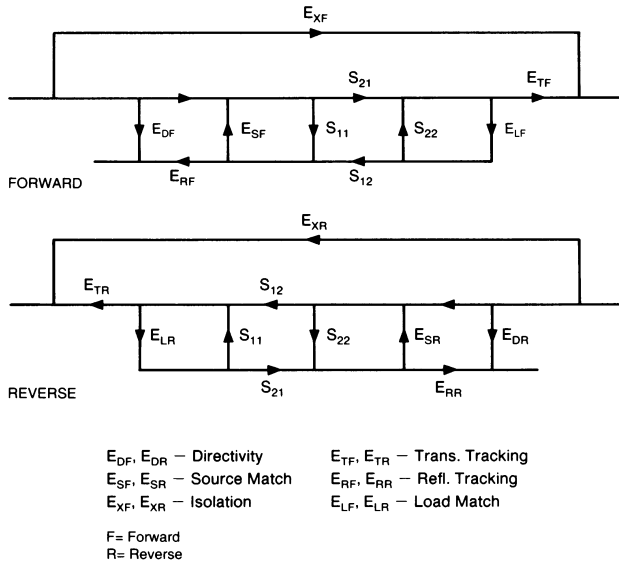 E_XF
S_21
E_TF
E_DF
E_SF
S_11
S_22
E_LF
E_RF
S_12
FORWARD
E_XR
E_TR
S_12
E_LR
S_11
S_22
E_SR
E_DR
S_21
E_RR
REVERSE
E_DF, E_DR – Directivity
E_SF, E_SR – Source Match
E_XF, E_XR – Isolation
E_TF, E_TR – Trans. Tracking
E_RF, E_RR – Refl. Tracking
E_LF, E_LR – Load Match
F= Forward
R= Reverse